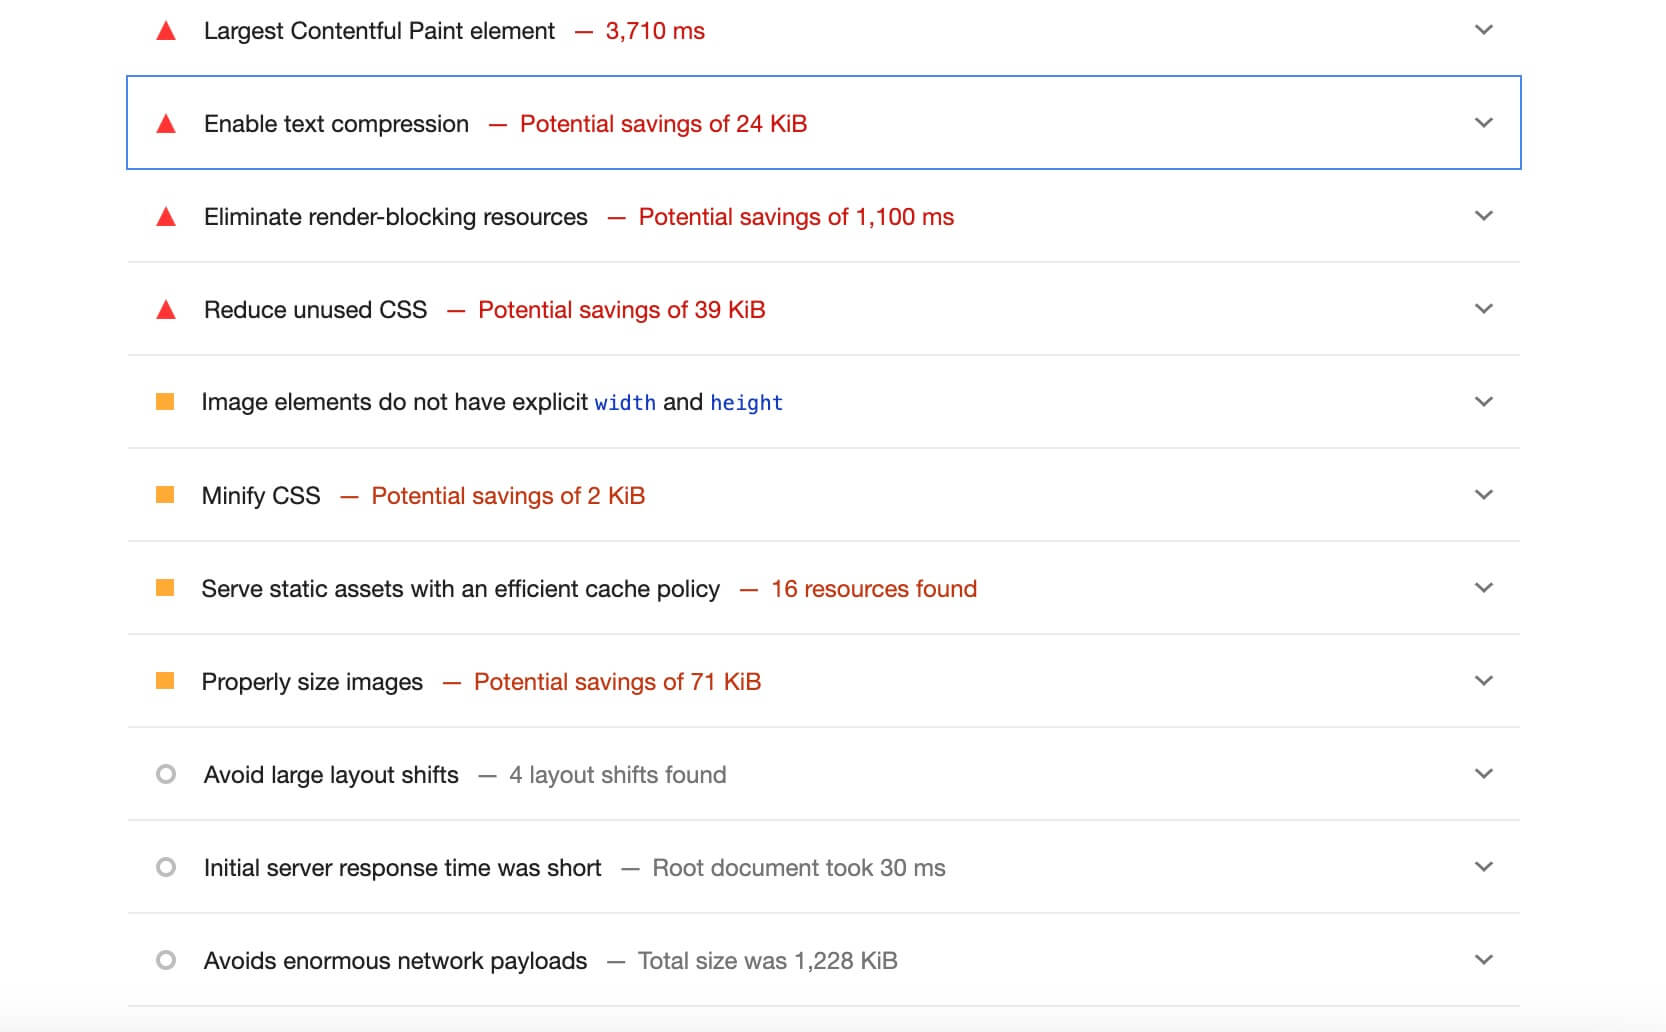 Largest Contentful Paint element — 3,710 ms
Enable text compression — Potential savings of 24 KiB
Eliminate render-blocking resources — Potential savings of 1,100 ms
Reduce unused CSS — Potential savings of 39 KiB
Image elements do not have explicit width and height
Minify CSS — Potential savings of 2 KiB
Serve static assets with an efficient cache policy — 16 resources found
Properly size images — Potential savings of 71 KiB
Avoid large layout shifts — 4 layout shifts found
Initial server response time was short — Root document took 30 ms
Avoids enormous network payloads — Total size was 1,228 KiB